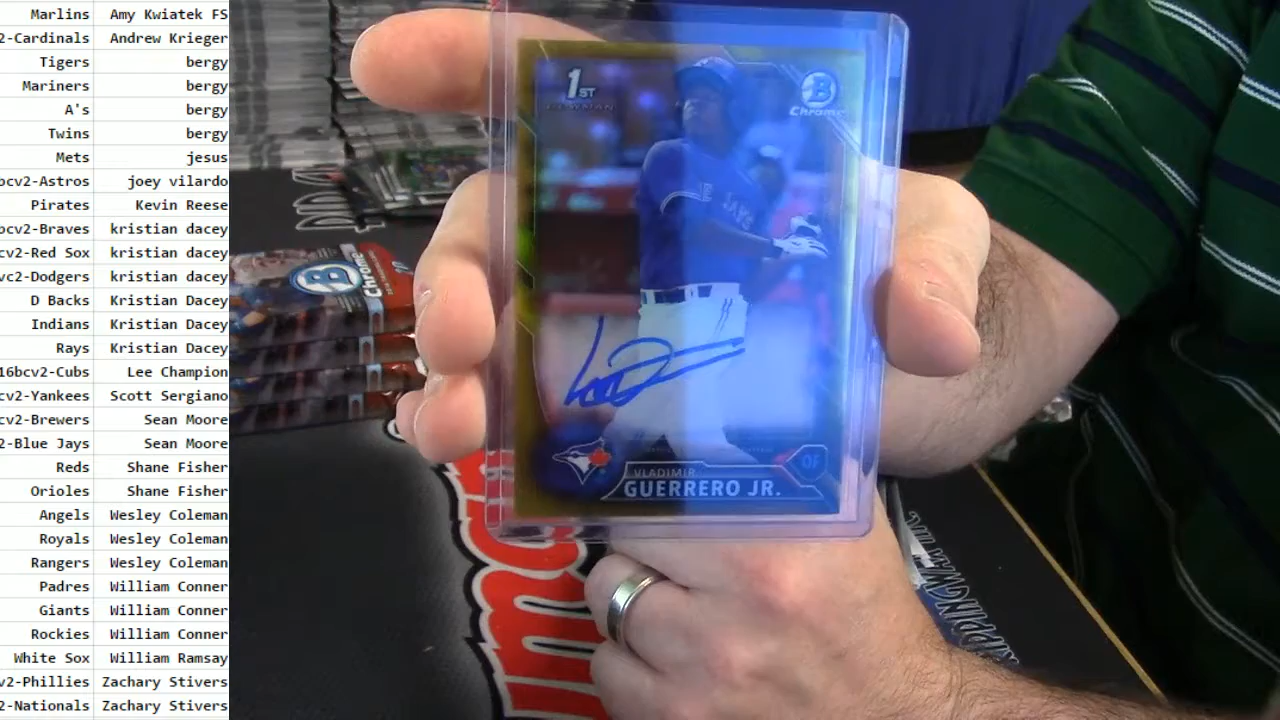 Marlins Amy Kwiatek FS
2-Cardinals Andrew Krieger
Tigers bergy
Mariners bergy
A's bergy
Twins bergy
Mets jesus
bcv2-Astros joey vilardo
Pirates Kevin Reese
bcv2-Braves kristian dacey
cv2-Red Sox kristian dacey
vc2-Dodgers kristian dacey
D Backs Kristian Dacey
Indians Kristian Dacey
Rays Kristian Dacey
16bcv2-Cubs Lee Champion
cv2-Yankees Scott Sergiano
cv2-Brewers Sean Moore
2-Blue Jays Sean Moore
Reds Shane Fisher
Orioles Shane Fisher
Angels Wesley Coleman
Royals Wesley Coleman
Rangers Wesley Coleman
Padres William Conner
Giants William Conner
Rockies William Conner
White Sox William Ramsay
v2-Phillies Zachary Stivers
2-Nationals Zachary Stivers
1ST
B
Chrome
JAYS
VLADIMIR
GUERRERO JR.
OF
B
Chrome
RIPPINGWAX